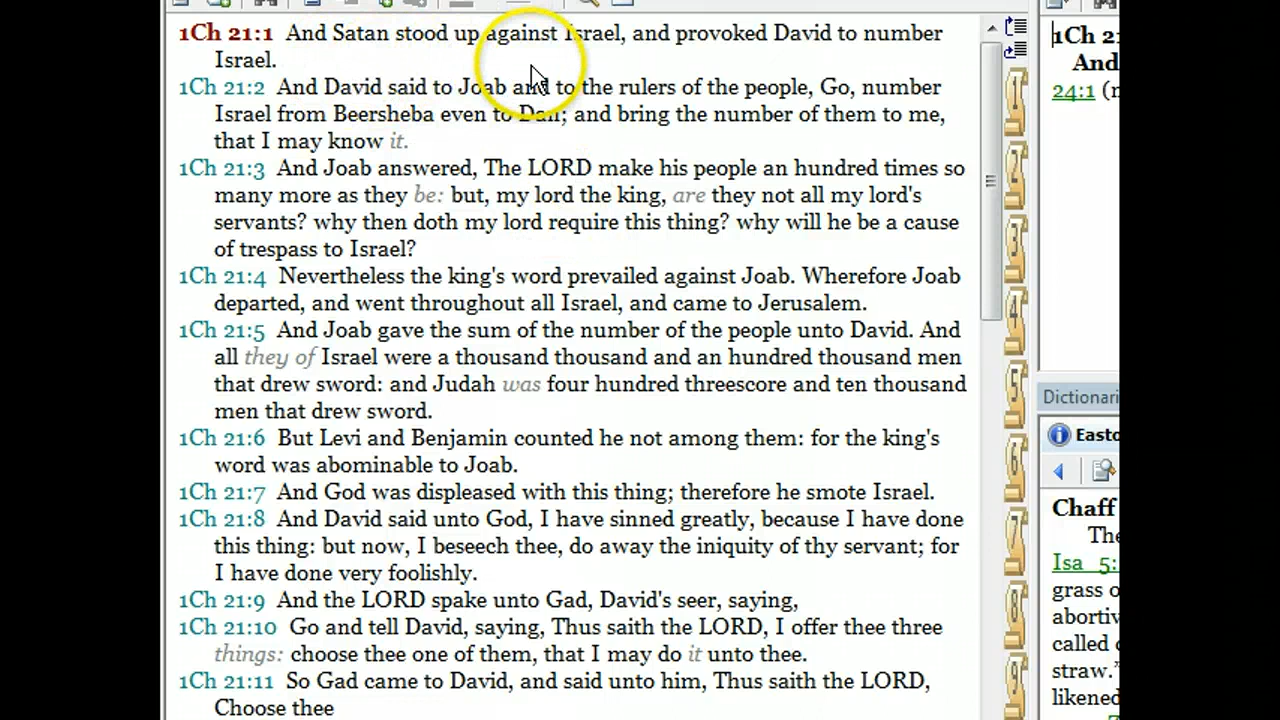 1Ch 21:1 And Satan stood up against Israel, and provoked David to number
Israel.
1Ch 21:2 And David said to Joab and to the rulers of the people, Go, number
Israel from Beersheba even to Dan; and bring the number of them to me,
that I may know it.
1Ch 21:3 And Joab answered, The LORD make his people an hundred times so
many more as they be: but, my lord the king, are they not all my lord's
servants? why then doth my lord require this thing? why will he be a cause
of trespass to Israel?
1Ch 21:4 Nevertheless the king's word prevailed against Joab. Wherefore Joab
departed, and went throughout all Israel, and came to Jerusalem.
1Ch 21:5 And Joab gave the sum of the number of the people unto David. And
all they of Israel were a thousand thousand and an hundred thousand men
that drew sword: and Judah was four hundred threescore and ten thousand
men that drew sword.
1Ch 21:6 But Levi and Benjamin counted he not among them: for the king's
word was abominable to Joab.
1Ch 21:7 And God was displeased with this thing; therefore he smote Israel.
1Ch 21:8 And David said unto God, I have sinned greatly, because I have done
this thing: but now, I beseech thee, do away the iniquity of thy servant; for
I have done very foolishly.
1Ch 21:9 And the LORD spake unto Gad, David's seer, saying,
1Ch 21:10 Go and tell David, saying, Thus saith the LORD, I offer thee three
things: choose thee one of them, that I may do it unto thee.
1Ch 21:11 So Gad came to David, and said unto him, Thus saith the LORD,
Choose thee
1
2
3
4
5
6
7
8
9
1Ch 21
And
24:1 (n
Dictionari
Easto
Chaff
The
Isa 5:
grass o
abortiv
called c
straw."
likened